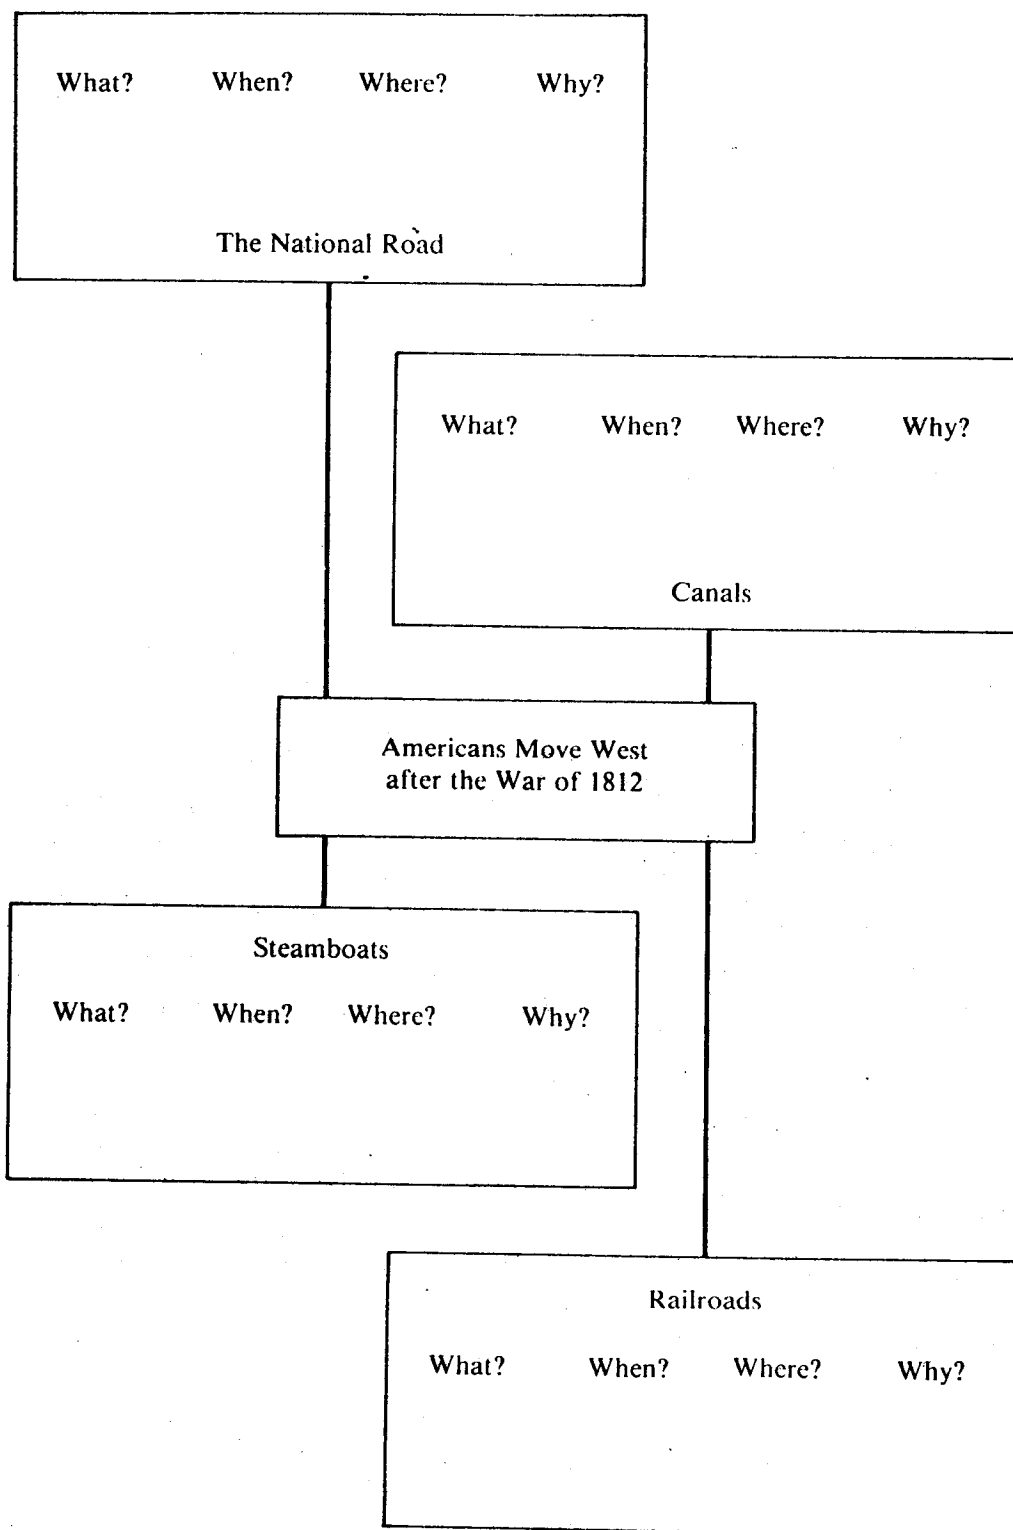 What? When? Where? Why?
The National Road
What? When? Where? Why?
Canals
Americans Move West
after the War of 1812
Steamboats
What? When? Where? Why?
Railroads
What? When? Where? Why?